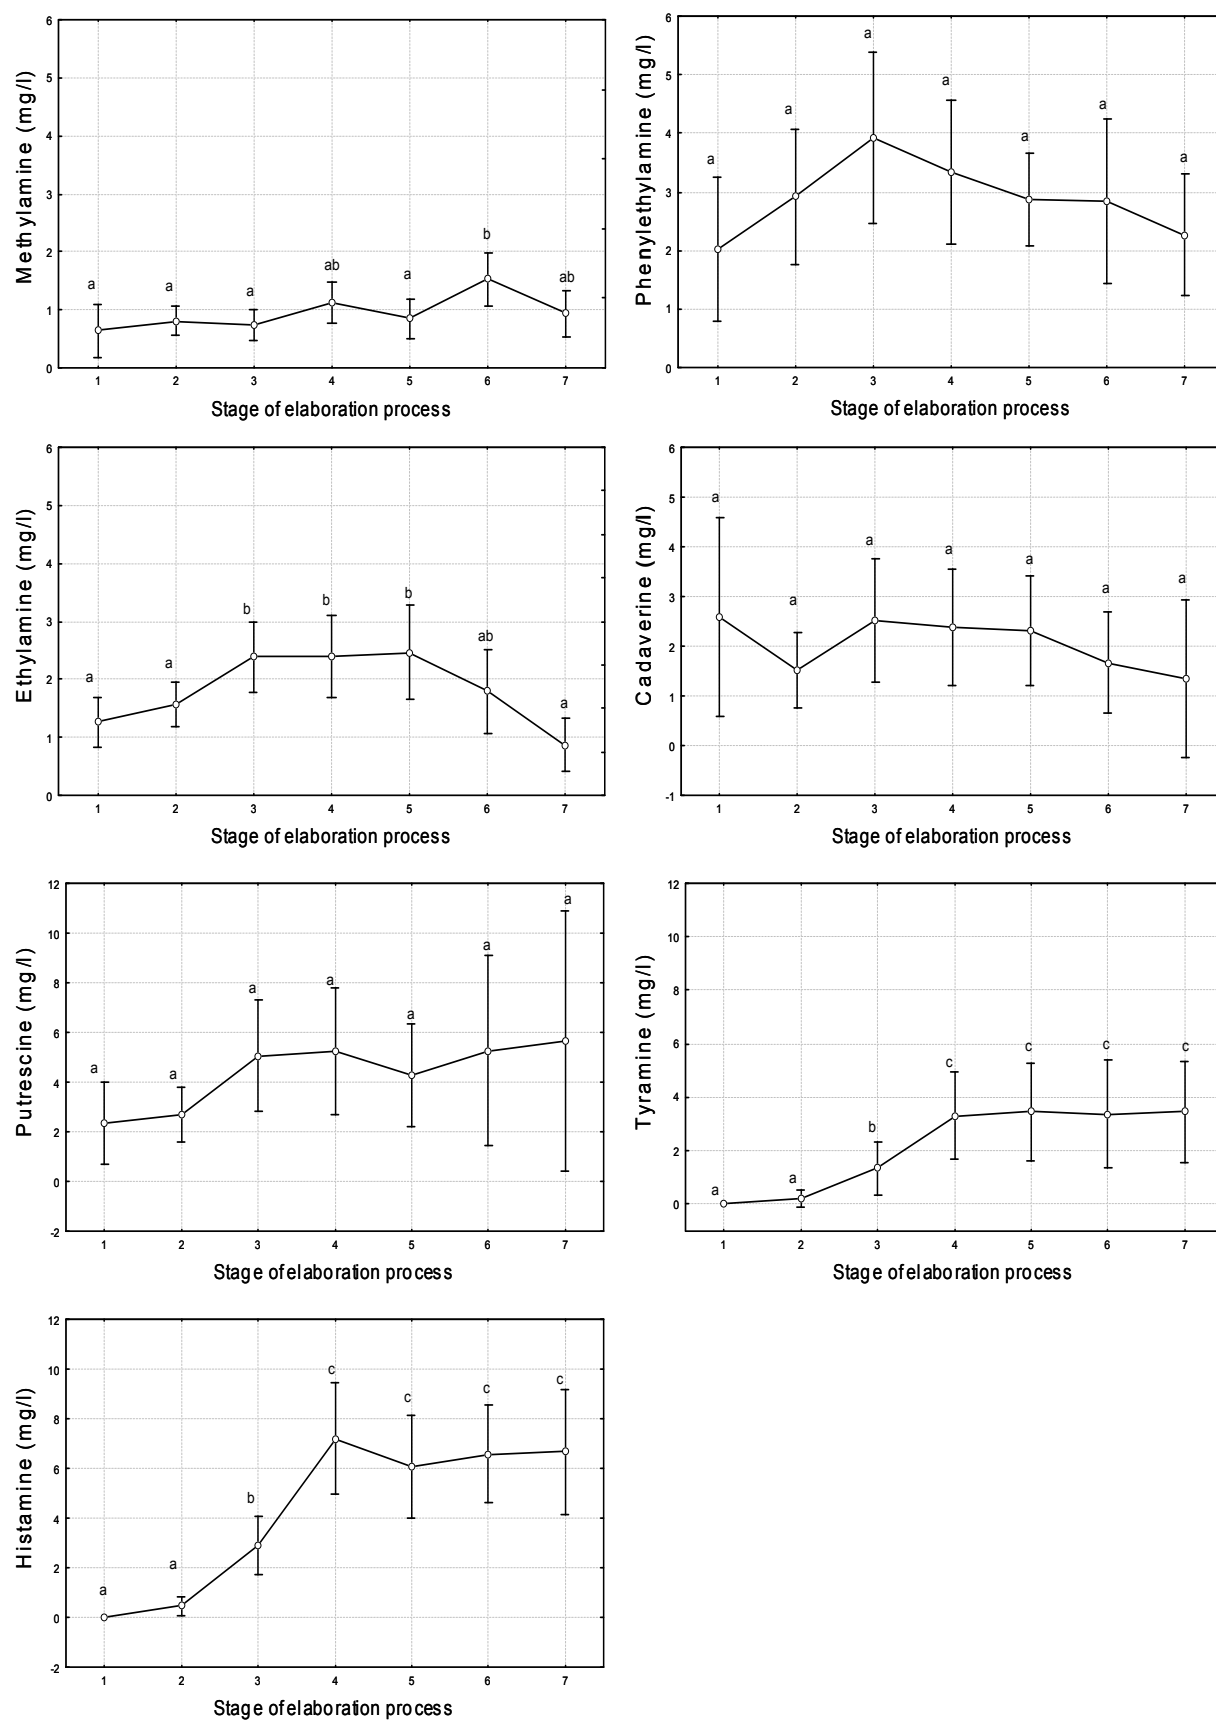 Methylamine (mg/l)
6
5
4
3
2
1
0
a
a
a
ab
a
b
ab
1 2 3 4 5 6 7
Stage of elaboration process
Phenylethylamine (mg/l)
6
5
4
3
2
1
0
a
a
a
a
a
a
a
1 2 3 4 5 6 7
Stage of elaboration process
Ethylamine (mg/l)
6
5
4
3
2
1
0
a
a
b
b
b
ab
a
1 2 3 4 5 6 7
Stage of elaboration process
Cadaverine (mg/l)
6
5
4
3
2
1
0
-1
a
a
a
a
a
a
a
1 2 3 4 5 6 7
Stage of elaboration process
Putrescine (mg/l)
12
10
8
6
4
2
0
-2
a
a
a
a
a
a
a
1 2 3 4 5 6 7
Stage of elaboration process
Tyramine (mg/l)
12
10
8
6
4
2
0
a
a
b
c
c
c
c
1 2 3 4 5 6 7
Stage of elaboration process
Histamine (mg/l)
12
10
8
6
4
2
0
-2
a
a
b
c
c
c
c
1 2 3 4 5 6 7
Stage of elaboration process